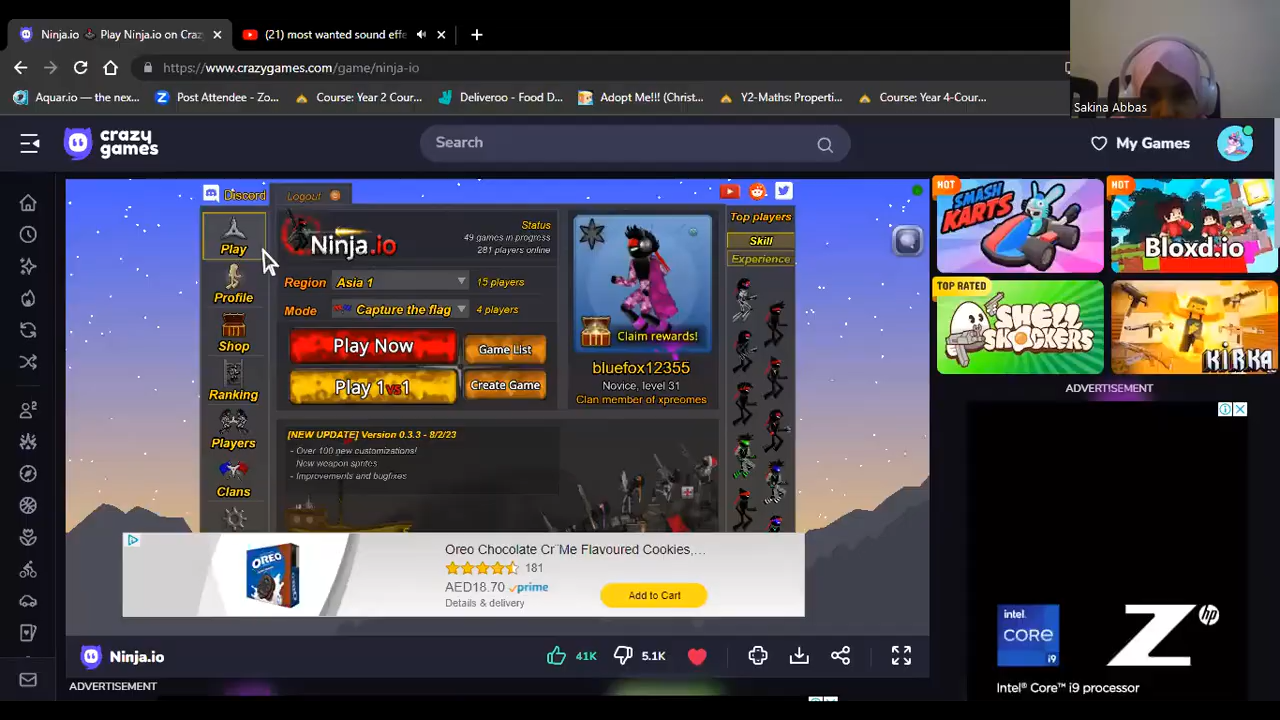 Ninja.io Play Ninja.io on Craz
(21) most wanted sound effe
https://www.crazygames.com/game/ninja-io
Aquar.io — the nex...
Post Attendee - Zo...
Course: Year 2 Cour...
Deliveroo - Food D...
Adopt Me!!! (Christ...
Y2-Maths: Properti...
Course: Year 4-Cour...
Sakina Abbas
crazy
games
Search
My Games
Discord
Logout
Play
Profile
Shop
Ranking
Players
Clans
Ninja.io
Status
49 games in progress
281 players online
Region Asia 1 15 players
Mode Capture the flag 4 players
Play Now
Game List
Play 1vs1
Create Game
Claim rewards!
bluefox12355
Novice, level 31
Clan member of xpreomes
Top players
Skill
Experience
[NEW UPDATE] Version 0.3.3 - 8/2/23
- Over 100 new customizations!
- New weapon sprites
- Improvements and bugfixes
OREO
Oreo Chocolate Cr`Me Flavoured Cookies,...
181
AED18.70 prime
Details & delivery
Add to Cart
Ninja.io
41K
5.1K
ADVERTISEMENT
HOT
SMASH
KARTS
HOT
Bloxd.io
TOP RATED
SHELL
SHOCKERS
KIRKA
ADVERTISEMENT
intel.
CORE
i9
Z
hp
Intel® Core™ i9 processor